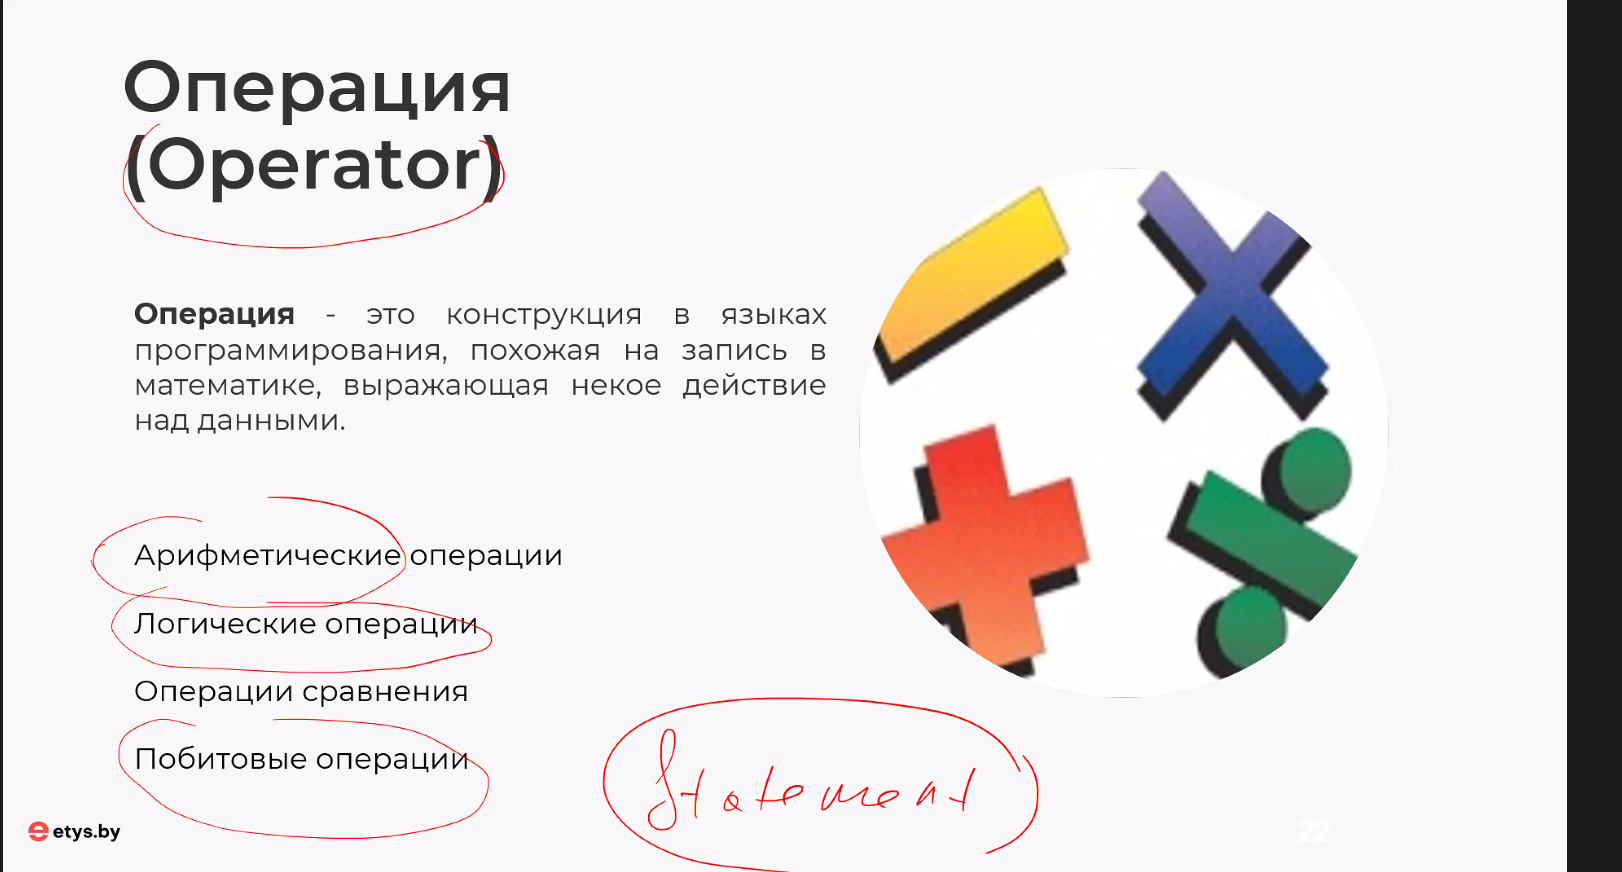 Операция
(Operator)
Операция - это конструкция в языках
программирования, похожая на запись в
математике, выражающая некое действие
над данными.
Арифметические операции
Логические операции
Операции сравнения
Побитовые операции
Statement
etys.by
22